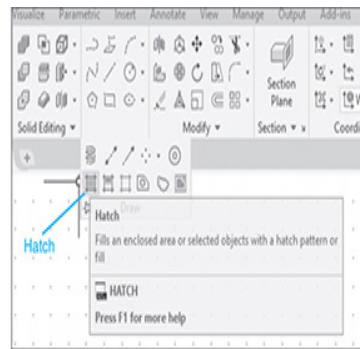 Visualize Parametric Insert Annotate View Manage Output Add-ins
Section
Plane
Solid Editing Modify Section Coordi
Draw
Hatch
Hatch
Fills an enclosed area or selected objects with a hatch pattern or
fill
HATCH
Press F1 for more help